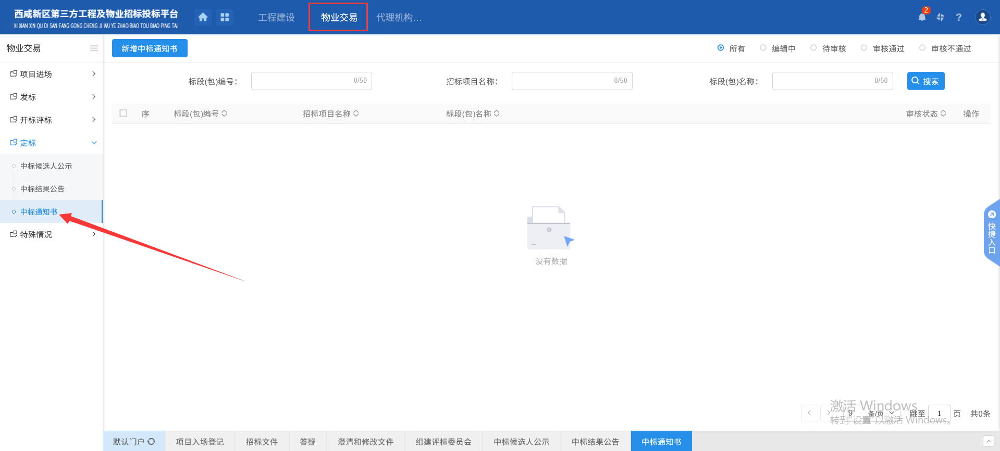 西咸新区第三方工程及物业招标投标平台
XI XIAN XIN QU DI SAN FANG GONG CHENG JI WU YE ZHAO BIAO TOU BIAO PING TAI
工程建设
物业交易
代理机构...
2
?
物业交易
新增中标通知书
所有
编辑中
待审核
审核通过
审核不通过
项目进场
发标
开标评标
定标
中标候选人公示
中标结果公告
中标通知书
特殊情况
标段(包)编号：
0/50
招标项目名称：
0/50
标段(包)名称：
0/50
搜索
序
标段(包)编号
招标项目名称
标段(包)名称
审核状态
操作
没有数据
快捷入口
激活 Windows
转到"设置"以激活 Windows。
9
条/页
跳至
1
页
共0条
默认门户
项目入场登记
招标文件
答疑
澄清和修改文件
组建评标委员会
中标候选人公示
中标结果公告
中标通知书